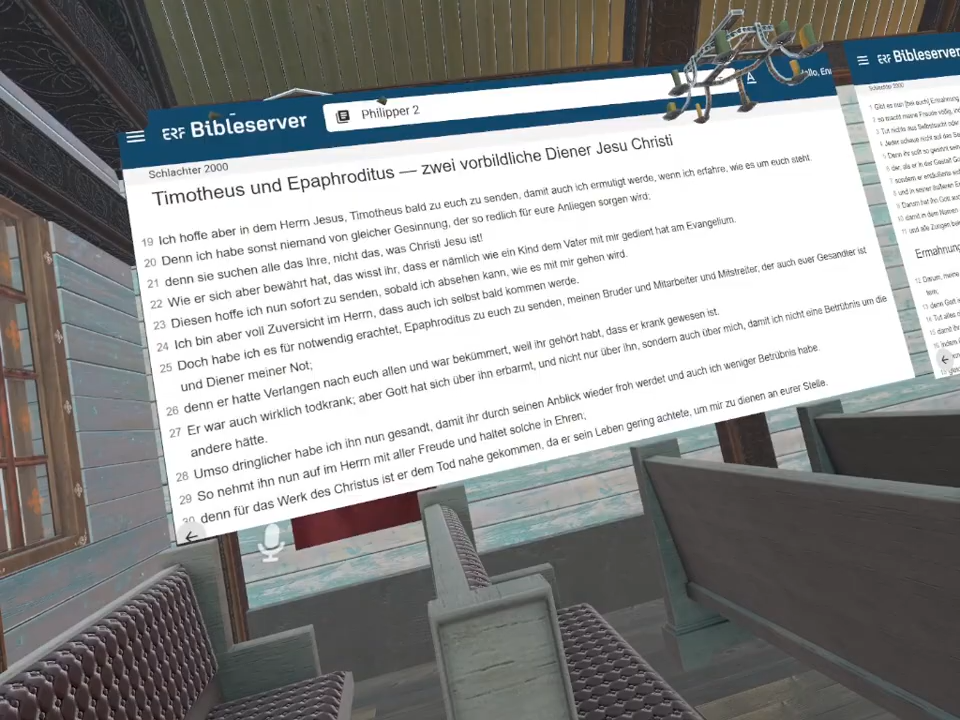 ERF Bibleserver
Philipper 2
Schlachter 2000
Timotheus und Epaphroditus — zwei vorbildliche Diener Jesu Christi
19 Ich hoffe aber in dem Herrn Jesus, Timotheus bald zu euch zu senden, damit auch ich ermutigt werde, wenn ich erfahre, wie es um euch steht.
20 Denn ich habe sonst niemand von gleicher Gesinnung, der so redlich für eure Anliegen sorgen wird;
21 denn sie suchen alle das Ihre, nicht das, was Christi Jesu ist!
22 Wie er sich aber bewährt hat, das wisst ihr, dass er nämlich wie ein Kind dem Vater mit mir gedient hat am Evangelium.
23 Diesen hoffe ich nun sofort zu senden, sobald ich absehen kann, wie es mit mir gehen wird.
24 Ich bin aber voll Zuversicht im Herrn, dass auch ich selbst bald kommen werde.
25 Doch habe ich es für notwendig erachtet, Epaphroditus zu euch zu senden, meinen Bruder und Mitarbeiter und Mitstreiter, der auch euer Gesandter ist
und Diener meiner Not;
26 denn er hatte Verlangen nach euch allen und war bekümmert, weil ihr gehört habt, dass er krank gewesen ist.
27 Er war auch wirklich todkrank; aber Gott hat sich über ihn erbarmt, und nicht nur über ihn, sondern auch über mich, damit ich nicht eine Betrübnis um die
andere hätte.
28 Umso dringlicher habe ich ihn nun gesandt, damit ihr durch seinen Anblick wieder froh werdet und auch ich weniger Betrübnis habe.
29 So nehmt ihn nun auf im Herrn mit aller Freude und haltet solche in Ehren;
30 denn für das Werk des Christus ist er dem Tod nahe gekommen, da er sein Leben gering achtete, um mir zu dienen an eurer Stelle.
ERF Bibleserver
Schlachter 2000
Ermahnung